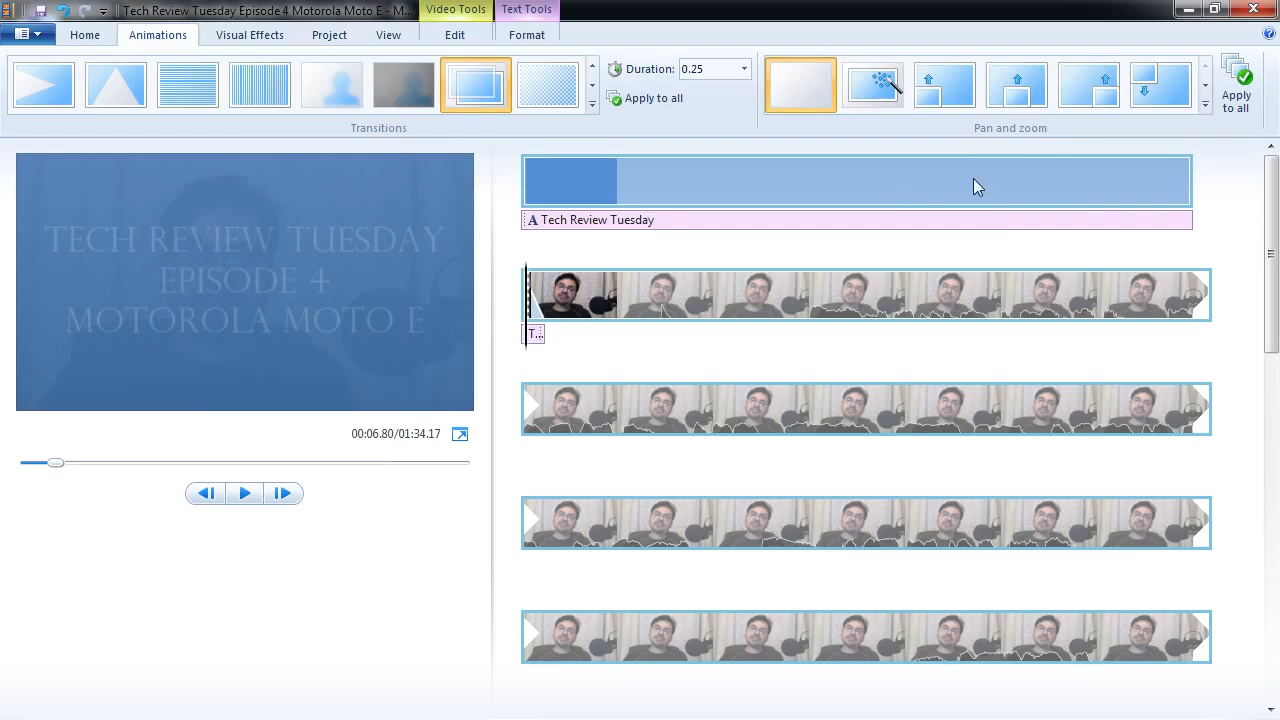 Tech Review Tuesday Episode 4 Motorola Moto E - M...
Video Tools
Text Tools
Home
Animations
Visual Effects
Project
View
Edit
Format
Duration: 0.25
Apply to all
Transitions
Pan and zoom
Apply
to all
TECH REVIEW TUESDAY
EPISODE 4
MOTOROLA MOTO E
00:06.80/01:34.17
A Tech Review Tuesday
T...